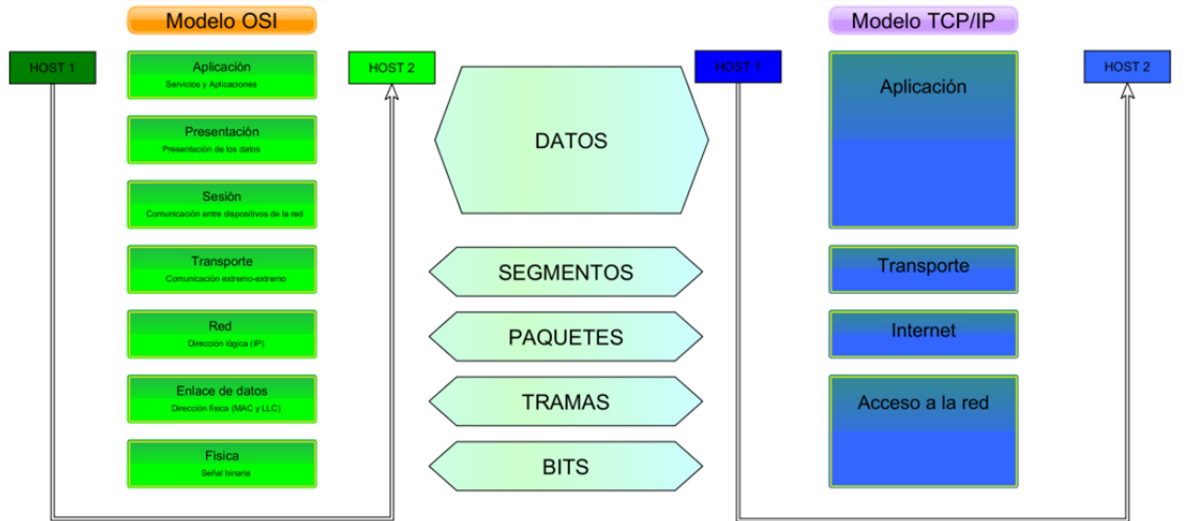 Modelo OSI
HOST 1
HOST 2
Aplicación
Servicios y Aplicaciones
Presentación
Presentación de los datos
Sesión
Comunicación entre dispositivos de la red
Transporte
Comunicación extremo-extremo
Red
Dirección lógica (IP)
Enlace de datos
Dirección física (MAC y LLC)
Física
Señal binaria
DATOS
SEGMENTOS
PAQUETES
TRAMAS
BITS
Modelo TCP/IP
HOST 1
HOST 2
Aplicación
Transporte
Internet
Acceso a la red